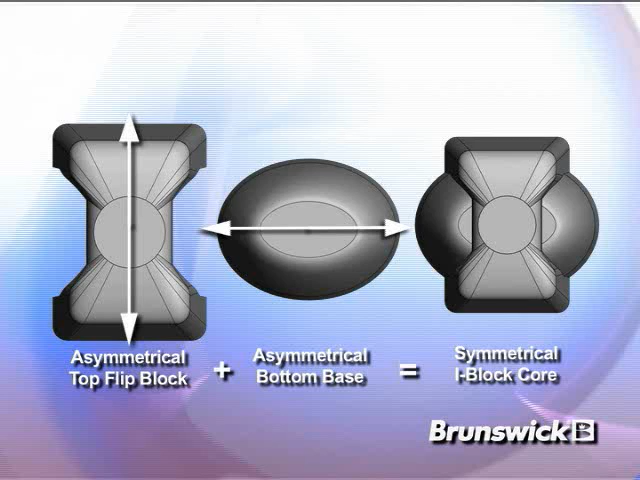 Asymmetrical
Top Flip Block
+
Asymmetrical
Bottom Base
=
Symmetrical
I-Block Core
Brunswick B